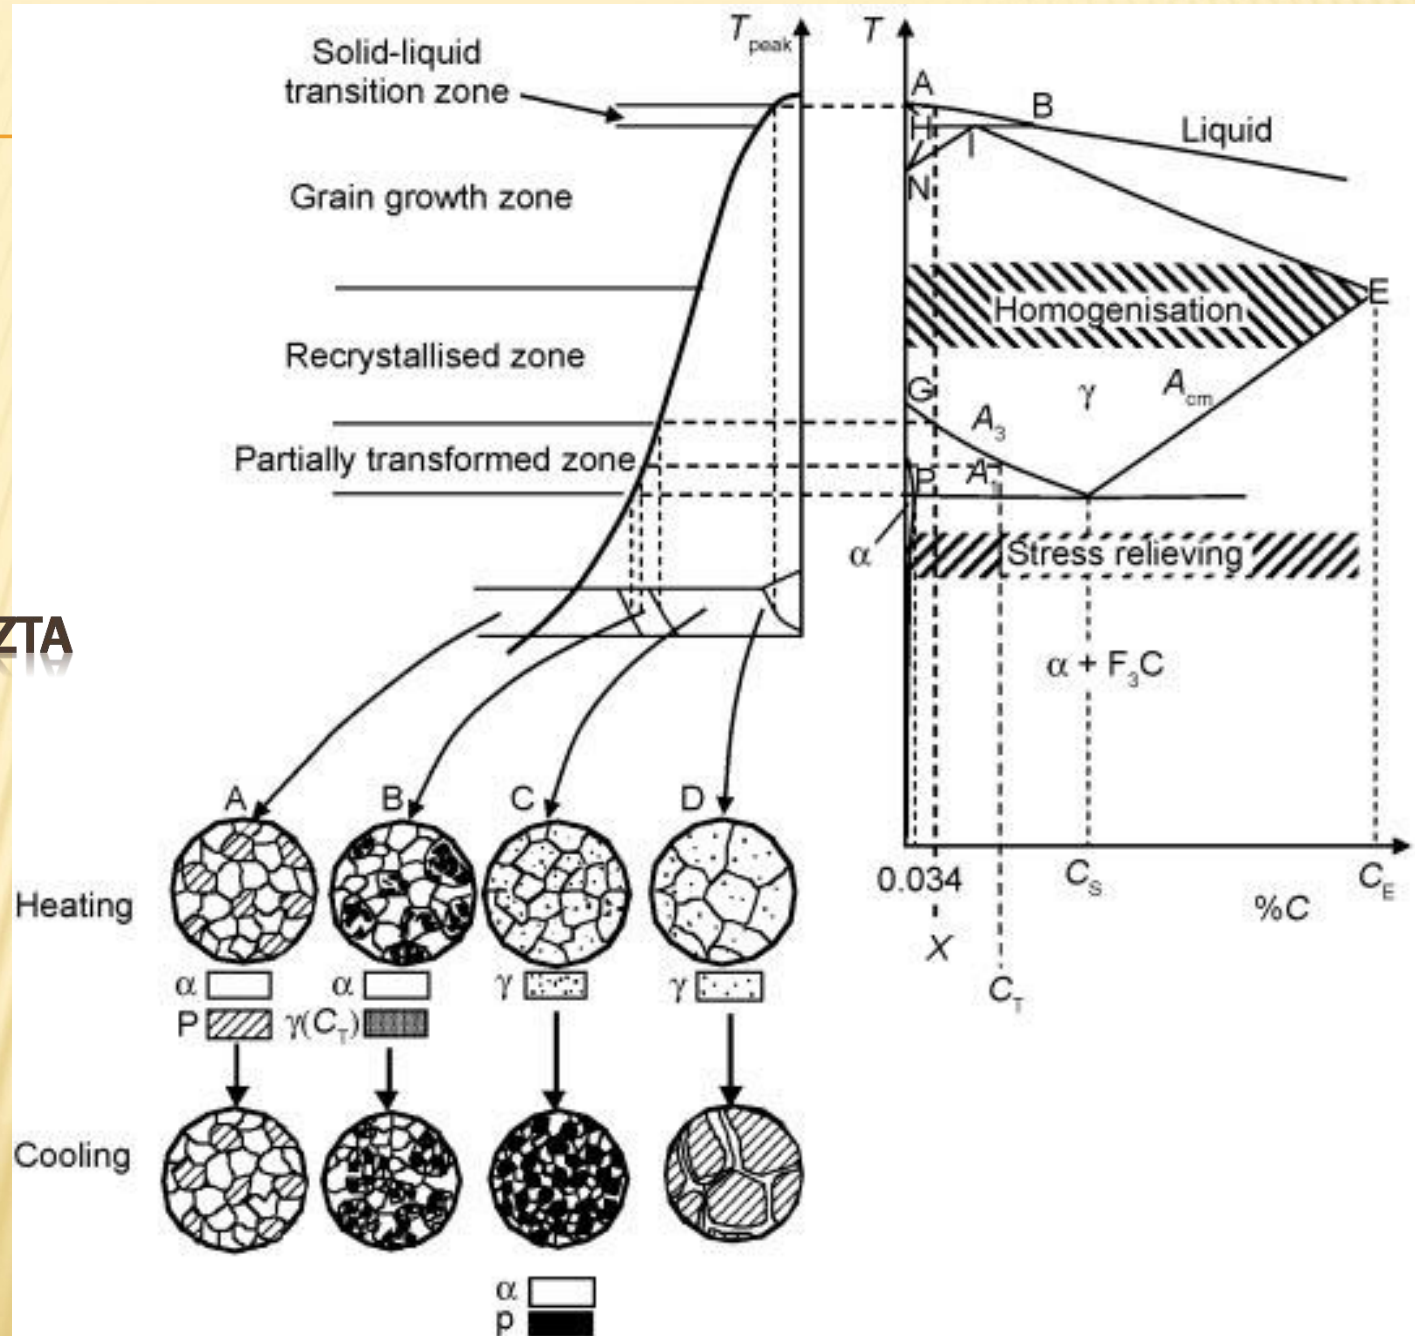 T peak
T
Solid-liquid
transition zone
A
B
Liquid
H
I
N
Grain growth zone
Homogenisation
E
Recrystallised zone
G
γ
A cm
A3
Partially transformed zone
P
A1
α
Stress relieving
ZTA
α + F3C
A
B
C
D
0.034
CS
%C
CE
X
CT
Heating
α
P
α
γ(CT)
γ
γ
Cooling
α
p